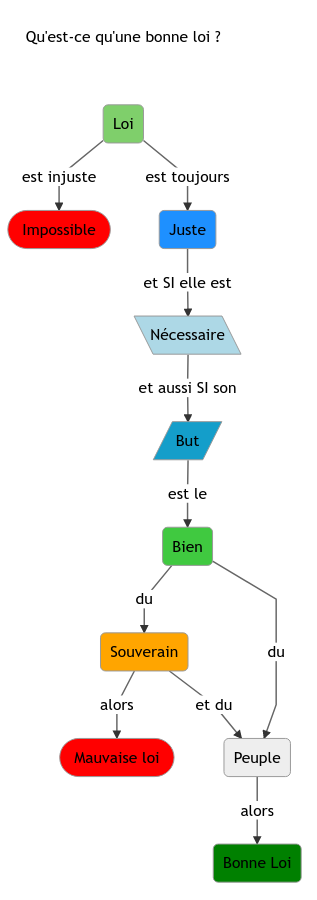 Qu'est-ce qu'une bonne loi ?
Loi
est injuste
est toujours
Impossible
Juste
et SI elle est
Nécessaire
et aussi SI son
But
est le
Bien
du
du
Souverain
alors
et du
Mauvaise loi
Peuple
alors
Bonne Loi